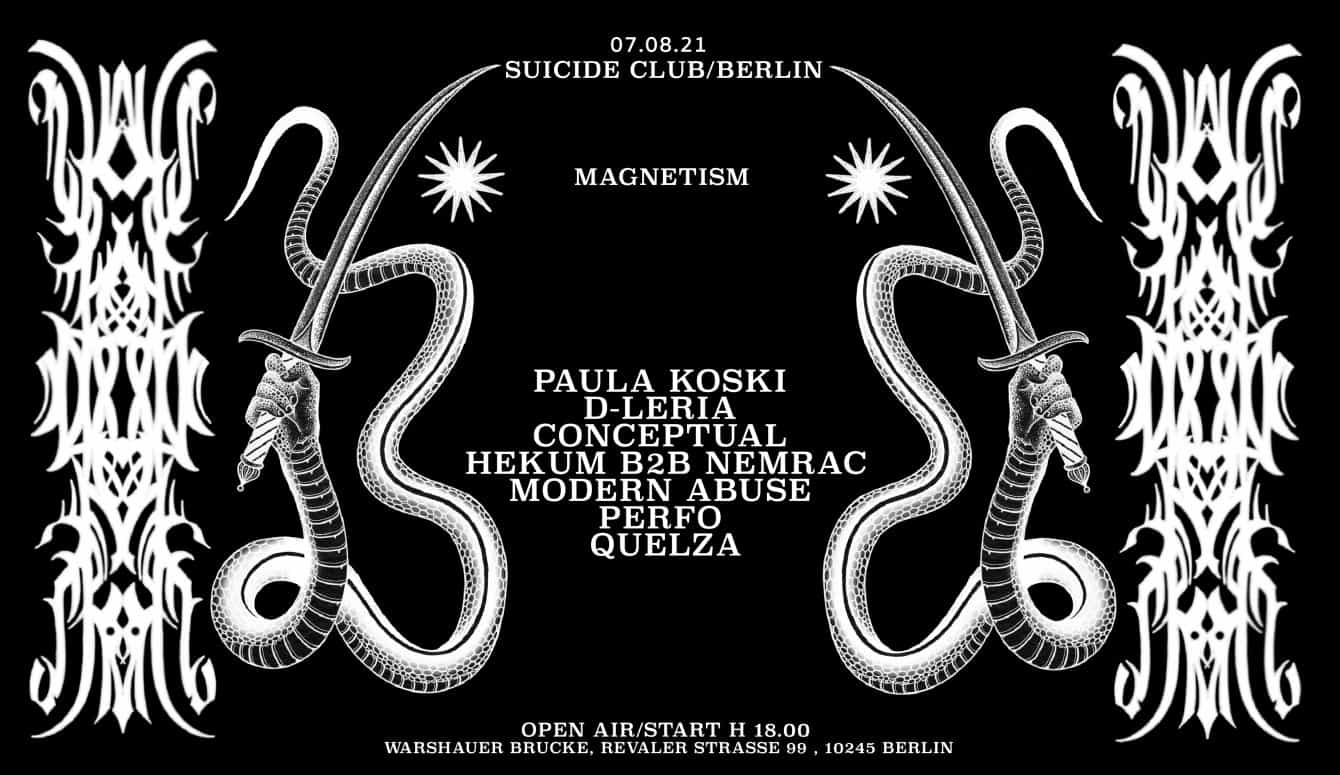 07.08.21
SUICIDE CLUB/BERLIN
MAGNETISM
PAULA KOSKI
D-LERIA
CONCEPTUAL
HEKUM B2B NEMRAC
MODERN ABUSE
PERFO
QUELZA
OPEN AIR/START H 18.00
WARSHAUER BRUCKE, REVALER STRASSE 99 , 10245 BERLIN